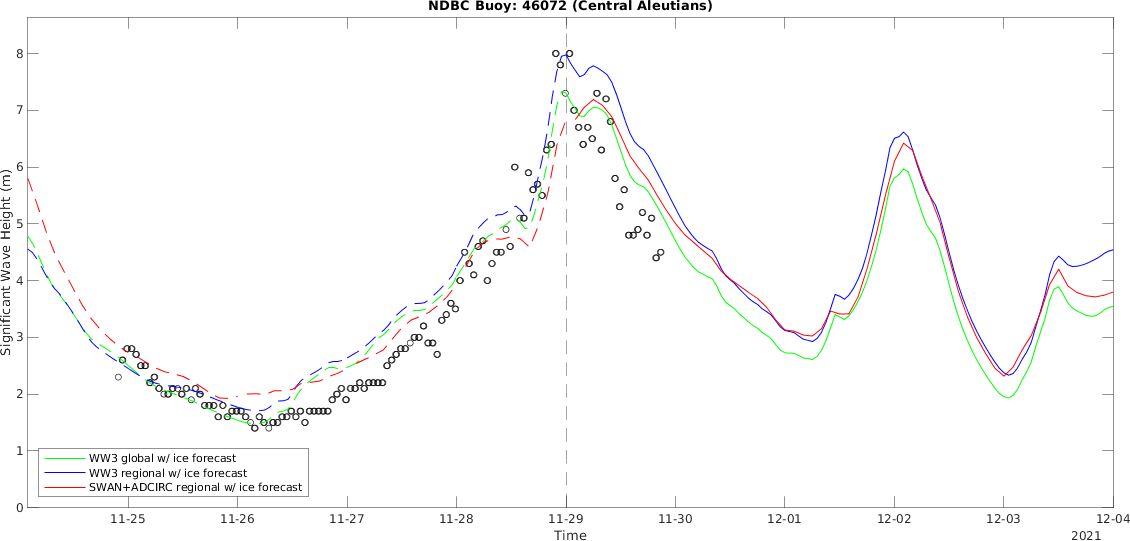 NDBC Buoy: 46072 (Central Aleutians)
Significant Wave Height (m)
8
7
6
5
4
3
2
1
0
WW3 global w/ ice forecast
WW3 regional w/ ice forecast
SWAN+ADCIRC regional w/ ice forecast
11-25 11-26 11-27 11-28 11-29 11-30 12-01 12-02 12-03 12-04
Time
2021